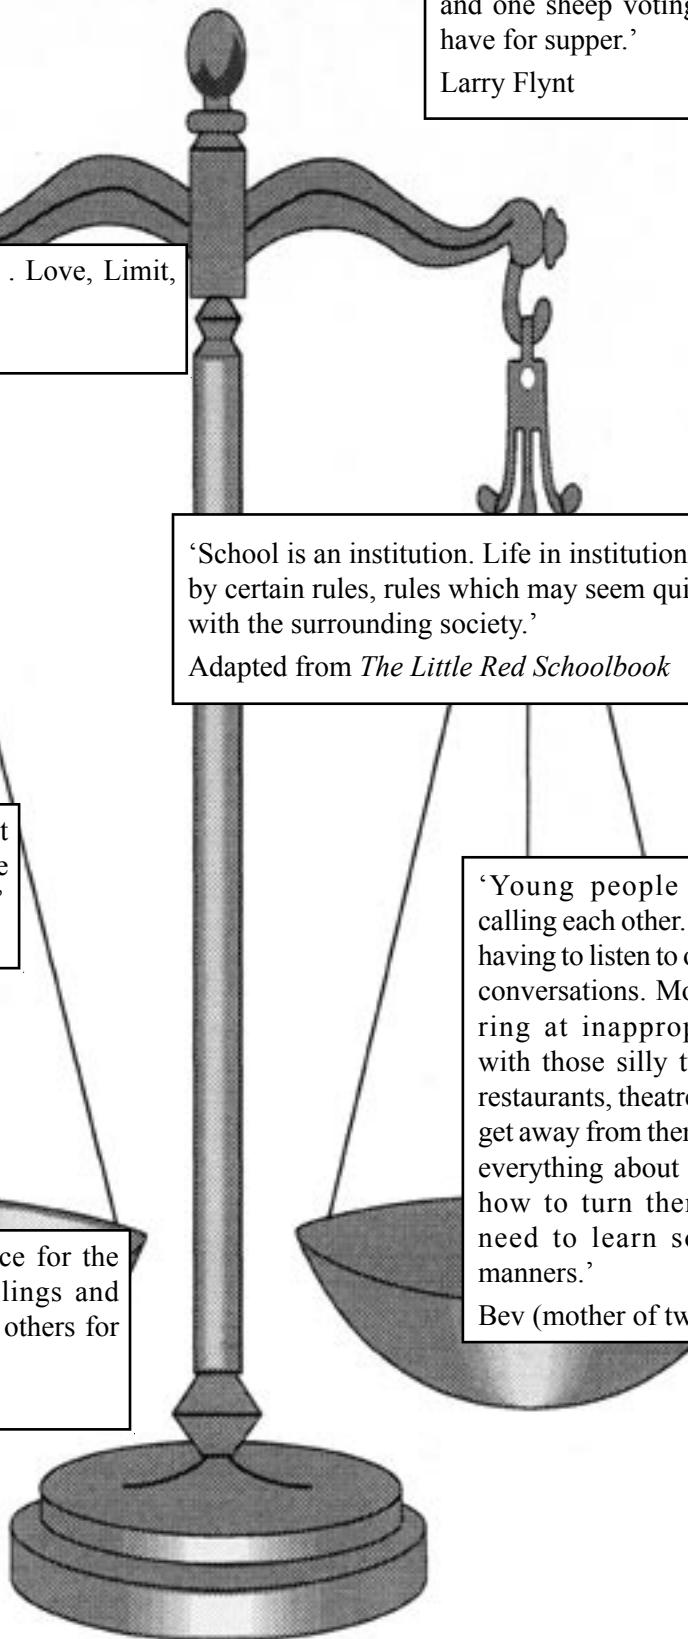 and one sheep voting
have for supper.’
Larry Flynt
. Love, Limit,
‘School is an institution. Life in institution
by certain rules, rules which may seem qui
with the surrounding society.’
Adapted from The Little Red Schoolbook
t
e
’
‘Young people
calling each other.
having to listen to o
conversations. Mo
ring at inapprop
with those silly t
restaurants, theatre
get away from ther
everything about
how to turn ther
need to learn so
manners.’
Bev (mother of tw
ce for the
lings and
others for